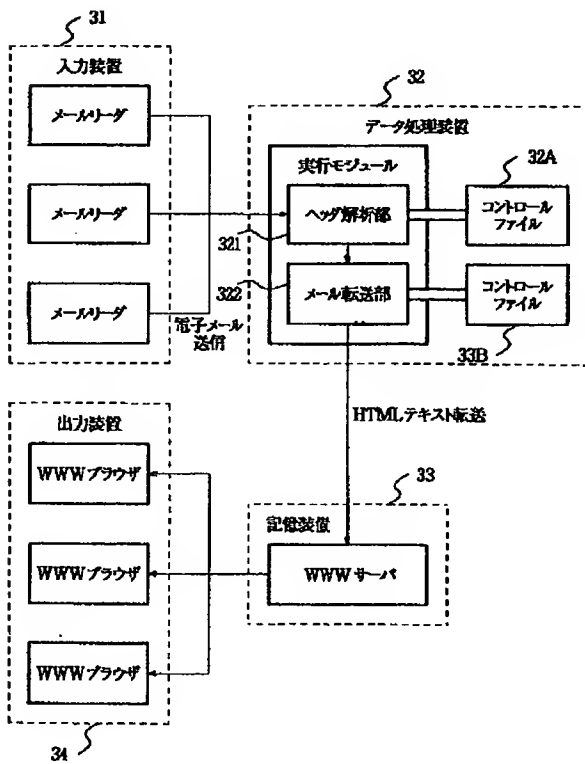 31
入力装置
メールリーダ
メールリーダ
メールリーダ
電子メール
送信
32
データ処理装置
実行モジュール
32A
ヘッダ解析部
321
コントロール
ファイル
322
メール転送部
コントロール
ファイル
33B
HTMLテキスト転送
出力装置
WWWブラウザ
WWWブラウザ
WWWブラウザ
34
33
記憶装置
WWWサーバ